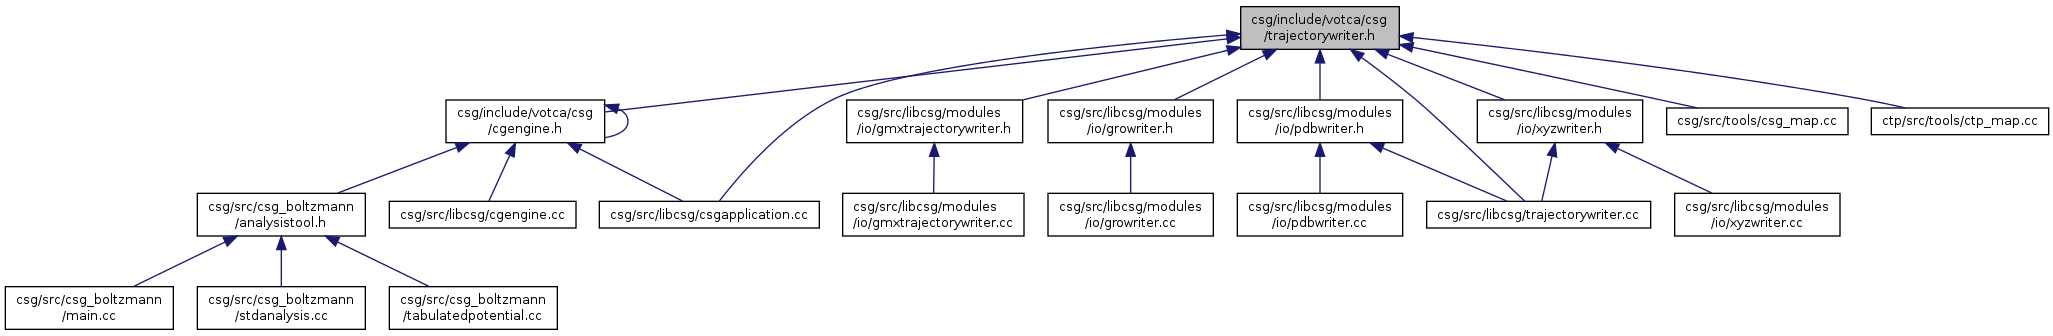 csg/include/votca/csg
/trajectorywriter.h
csg/include/votca/csg
/cgengine.h
csg/src/libcsg/modules
/io/gmxtrajectorywriter.h
csg/src/libcsg/modules
/io/growriter.h
csg/src/libcsg/modules
/io/pdbwriter.h
csg/src/libcsg/modules
/io/xyzwriter.h
csg/src/tools/csg_map.cc
ctp/src/tools/ctp_map.cc
csg/src/csg_boltzmann
/analysistool.h
csg/src/libcsg/cgengine.cc
csg/src/libcsg/csgapplication.cc
csg/src/libcsg/modules
/io/gmxtrajectorywriter.cc
csg/src/libcsg/modules
/io/growriter.cc
csg/src/libcsg/modules
/io/pdbwriter.cc
csg/src/libcsg/trajectorywriter.cc
csg/src/libcsg/modules
/io/xyzwriter.cc
csg/src/csg_boltzmann
/main.cc
csg/src/csg_boltzmann
/stdanalysis.cc
csg/src/csg_boltzmann
/tabulatedpotential.cc